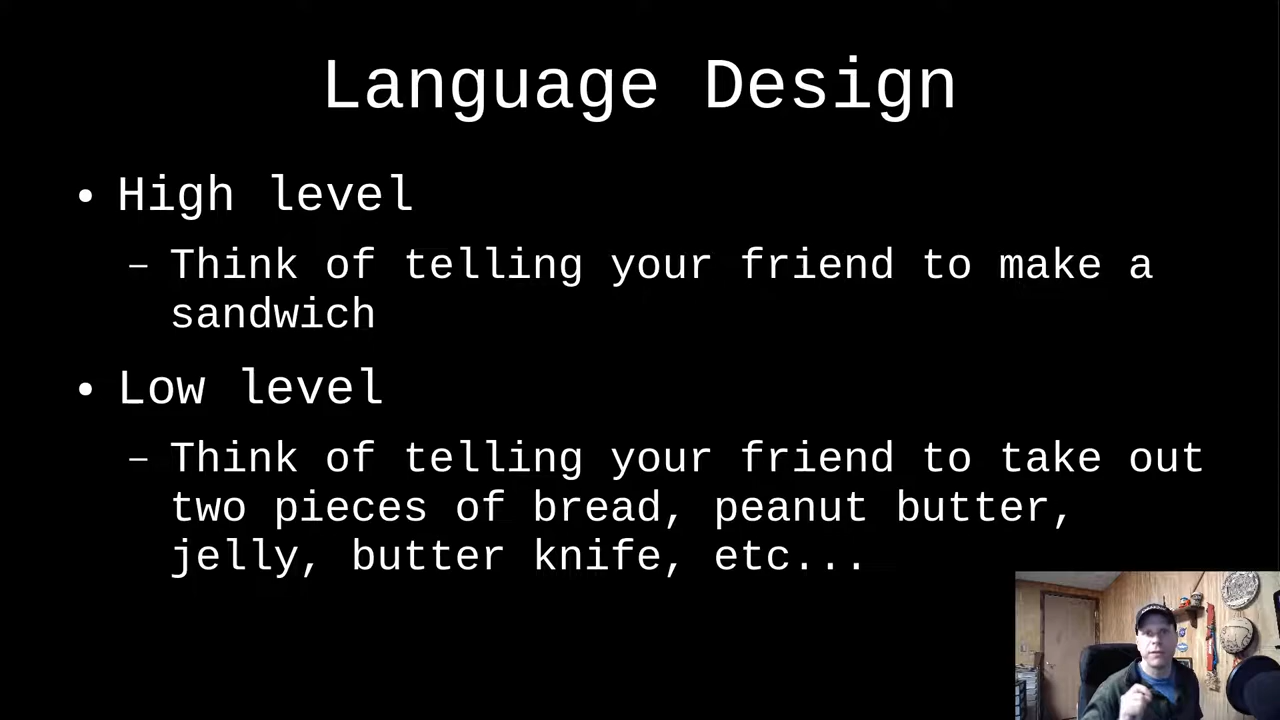 Language Design
• High level
– Think of telling your friend to make a
sandwich
• Low level
– Think of telling your friend to take out
two pieces of bread, peanut butter,
jelly, butter knife, etc...